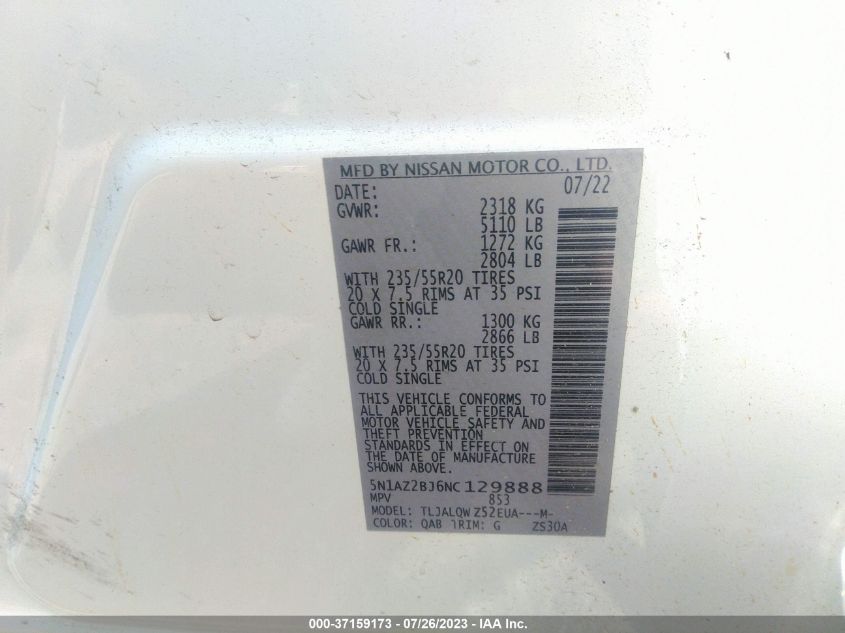 MFD BY NISSAN MOTOR CO., LTD.
DATE: 07/22
GVWR: 2318 KG
5110 LB
GAWR FR.: 1272 KG
2804 LB
WITH 235/55R20 TIRES
20 X 7.5 RIMS AT 35 PSI
COLD SINGLE
GAWR RR.: 1300 KG
2866 LB
WITH 235/55R20 TIRES
20 X 7.5 RIMS AT 35 PSI
COLD SINGLE
THIS VEHICLE CONFORMS TO
ALL APPLICABLE FEDERAL
MOTOR VEHICLE SAFETY AND
THEFT PREVENTION
STANDARDS IN EFFECT ON
THE DATE OF MANUFACTURE
SHOWN ABOVE.
5N1AZ2BJ6NC129888
MPV 853
MODEL: TLJALQW Z52EUA---M-
COLOR: QAB TRIM: G ZS30A
000-37159173 - 07/26/2023 - IAA Inc.